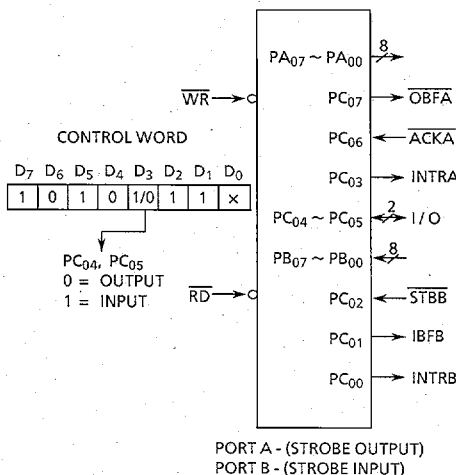 PA07 ~ PA00
8
WR
PC07
OBFA
PC06
ACKA
CONTROL WORD
PC03
INTRA
D7 D6 D5 D4 D3 D2 D1 D0
1 0 1 0 1/0 1 1 ×
PC04 ~ PC05
2
I/O
PC04, PC05
0 = OUTPUT
1 = INPUT
PB07 ~ PB00
8
RD
PC02
STBB
PC01
IBFB
PC00
INTRB
PORT A - (STROBE OUTPUT)
PORT B - (STROBE INPUT)